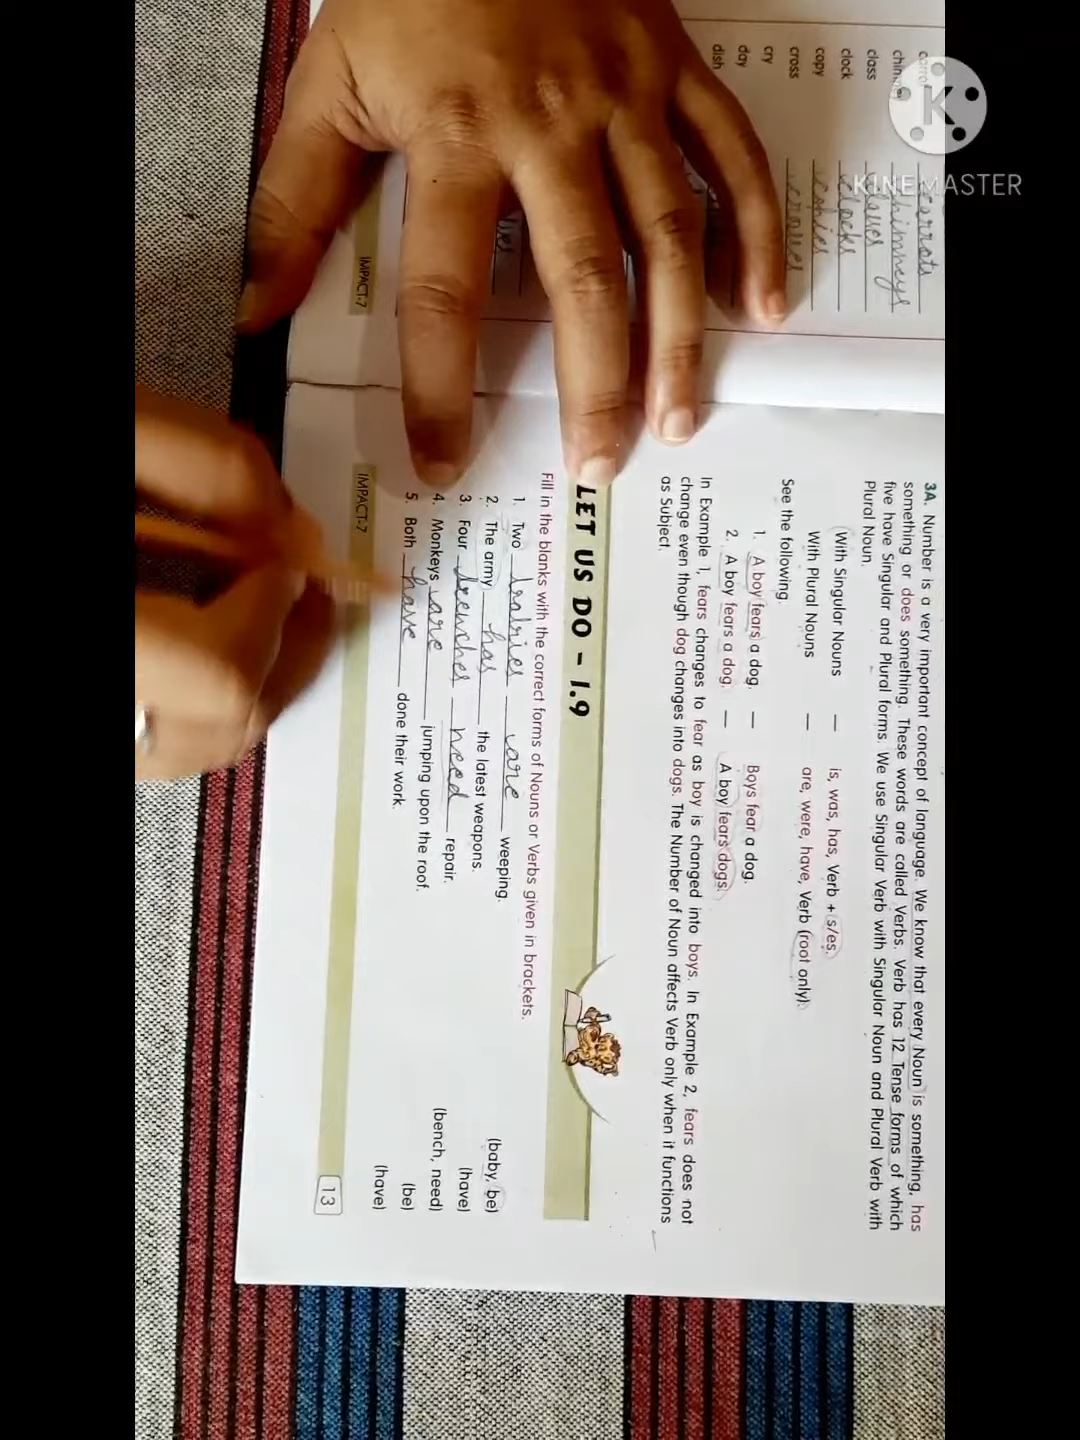 carrots
chimneys
class
clock clocks
copy copies
cross
cry
day
dish
IMPACT-7
3A. Number is a very important concept of language. We know that every Noun is something, has
something or does something. These words are called Verbs. Verb has 12 Tense forms of which
five have Singular and Plural forms. We use Singular Verb with Singular Noun and Plural Verb with
Plural Noun.
With Singular Nouns — is, was, has, Verb + s/es.
With Plural Nouns — are, were, have, Verb (root only).
See the following.
1. A boy fears a dog. — Boys fear a dog.
2. A boy fears a dog. — A boy fears dogs.
In Example 1, fears changes to fear as boy is changed into boys. In Example 2, fears does not
change even though dog changes into dogs. The Number of Noun affects Verb only when it functions
as Subject.
LET US DO - 1.9
Fill in the blanks with the correct forms of Nouns or Verbs given in brackets.
1. Two babies are weeping. (baby, be)
2. The army has the latest weapons. (have)
3. Four benches need repair. (bench, need)
4. Monkeys are jumping upon the roof. (be)
5. Both have done their work. (have)
IMPACT-7
13
KINEMASTER